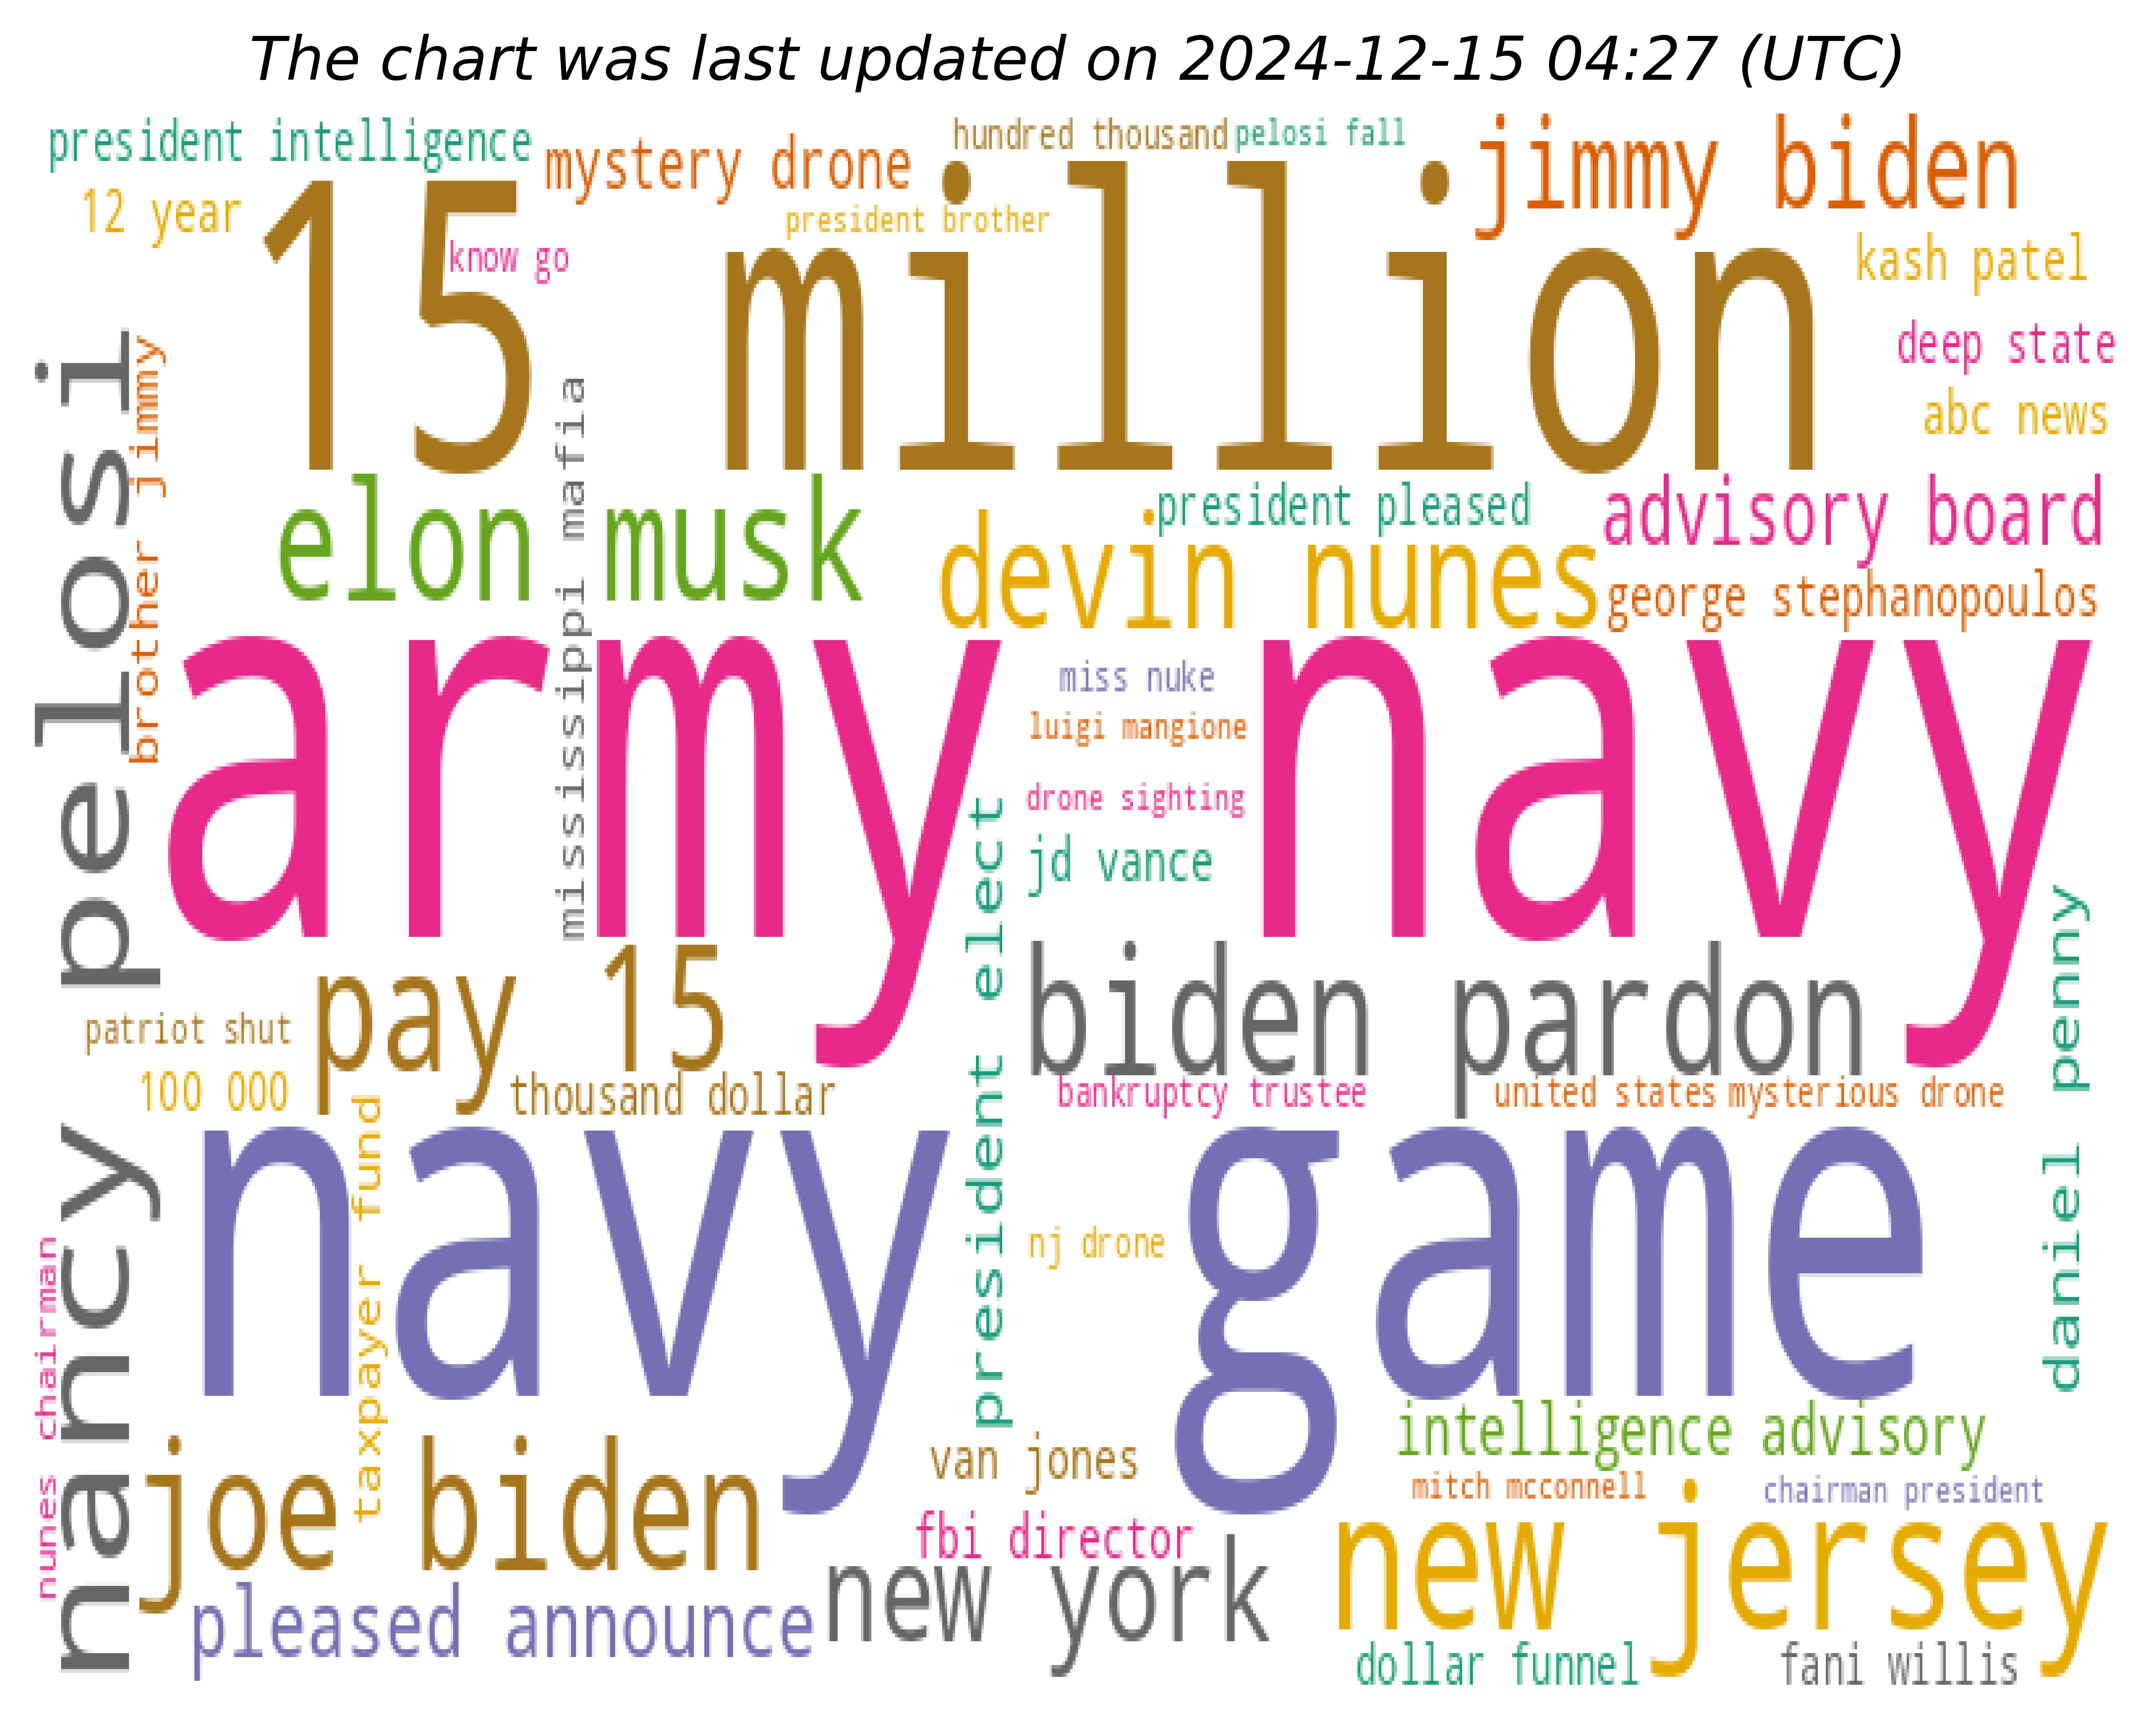 The chart was last updated on 2024-12-15 04:27 (UTC)
president intelligence
mystery drone
hundred thousand
pelosi fall
jimmy biden
12 year
15 million
president brother
know go
kash patel
deep state
abc news
nancy pelosi
brother jimmy
mississippi mafia
elon musk
president pleased
advisory board
devin nunes
george stephanopoulos
army navy
miss nuke
luigi mangione
drone sighting
jd vance
president elect
daniel penny
pay 15
biden pardon
patriot shut
100 000
thousand dollar
bankruptcy trustee
united states
mysterious drone
navy game
taxpayer fund
nj drone
nunes chairman
intelligence advisory
joe biden
van jones
mitch mcconnell
chairman president
fbi director
new jersey
new york
pleased announce
dollar funnel
fani willis